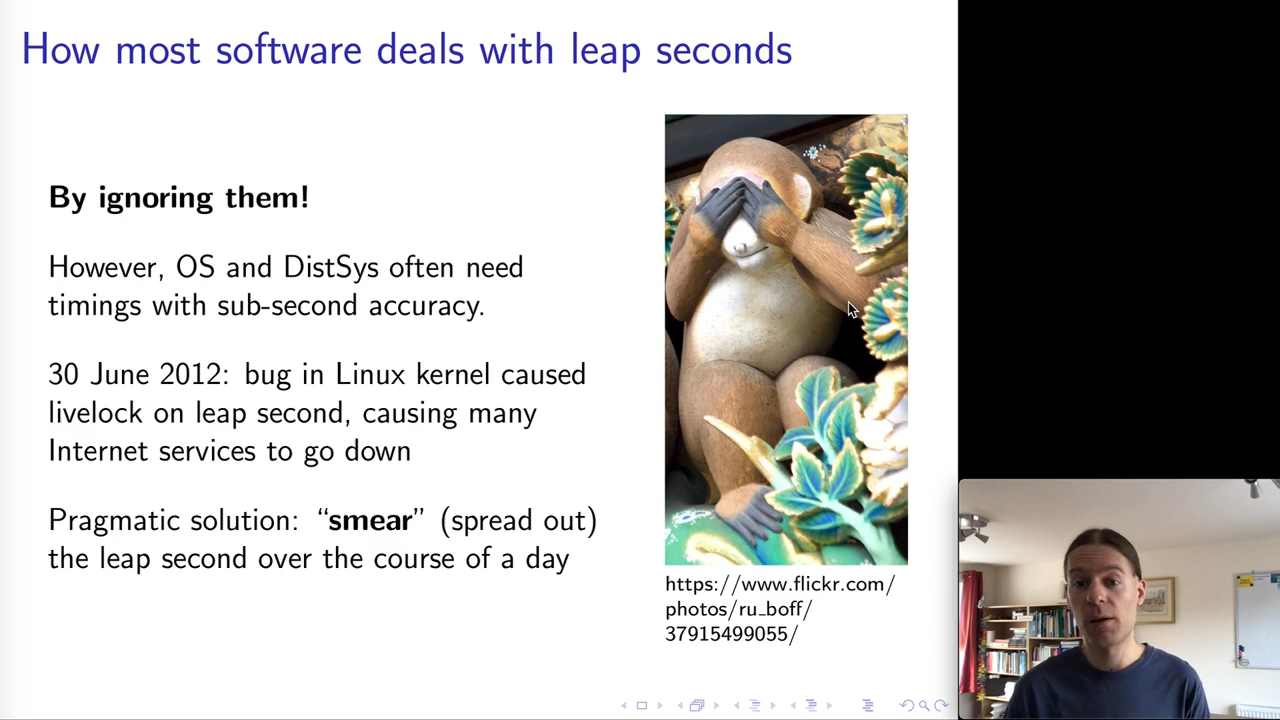 How most software deals with leap seconds
By ignoring them!
However, OS and DistSys often need
timings with sub-second accuracy.
30 June 2012: bug in Linux kernel caused
livelock on leap second, causing many
Internet services to go down
Pragmatic solution: “smear” (spread out)
the leap second over the course of a day
https://www.flickr.com/
photos/ru_boff/
37915499055/